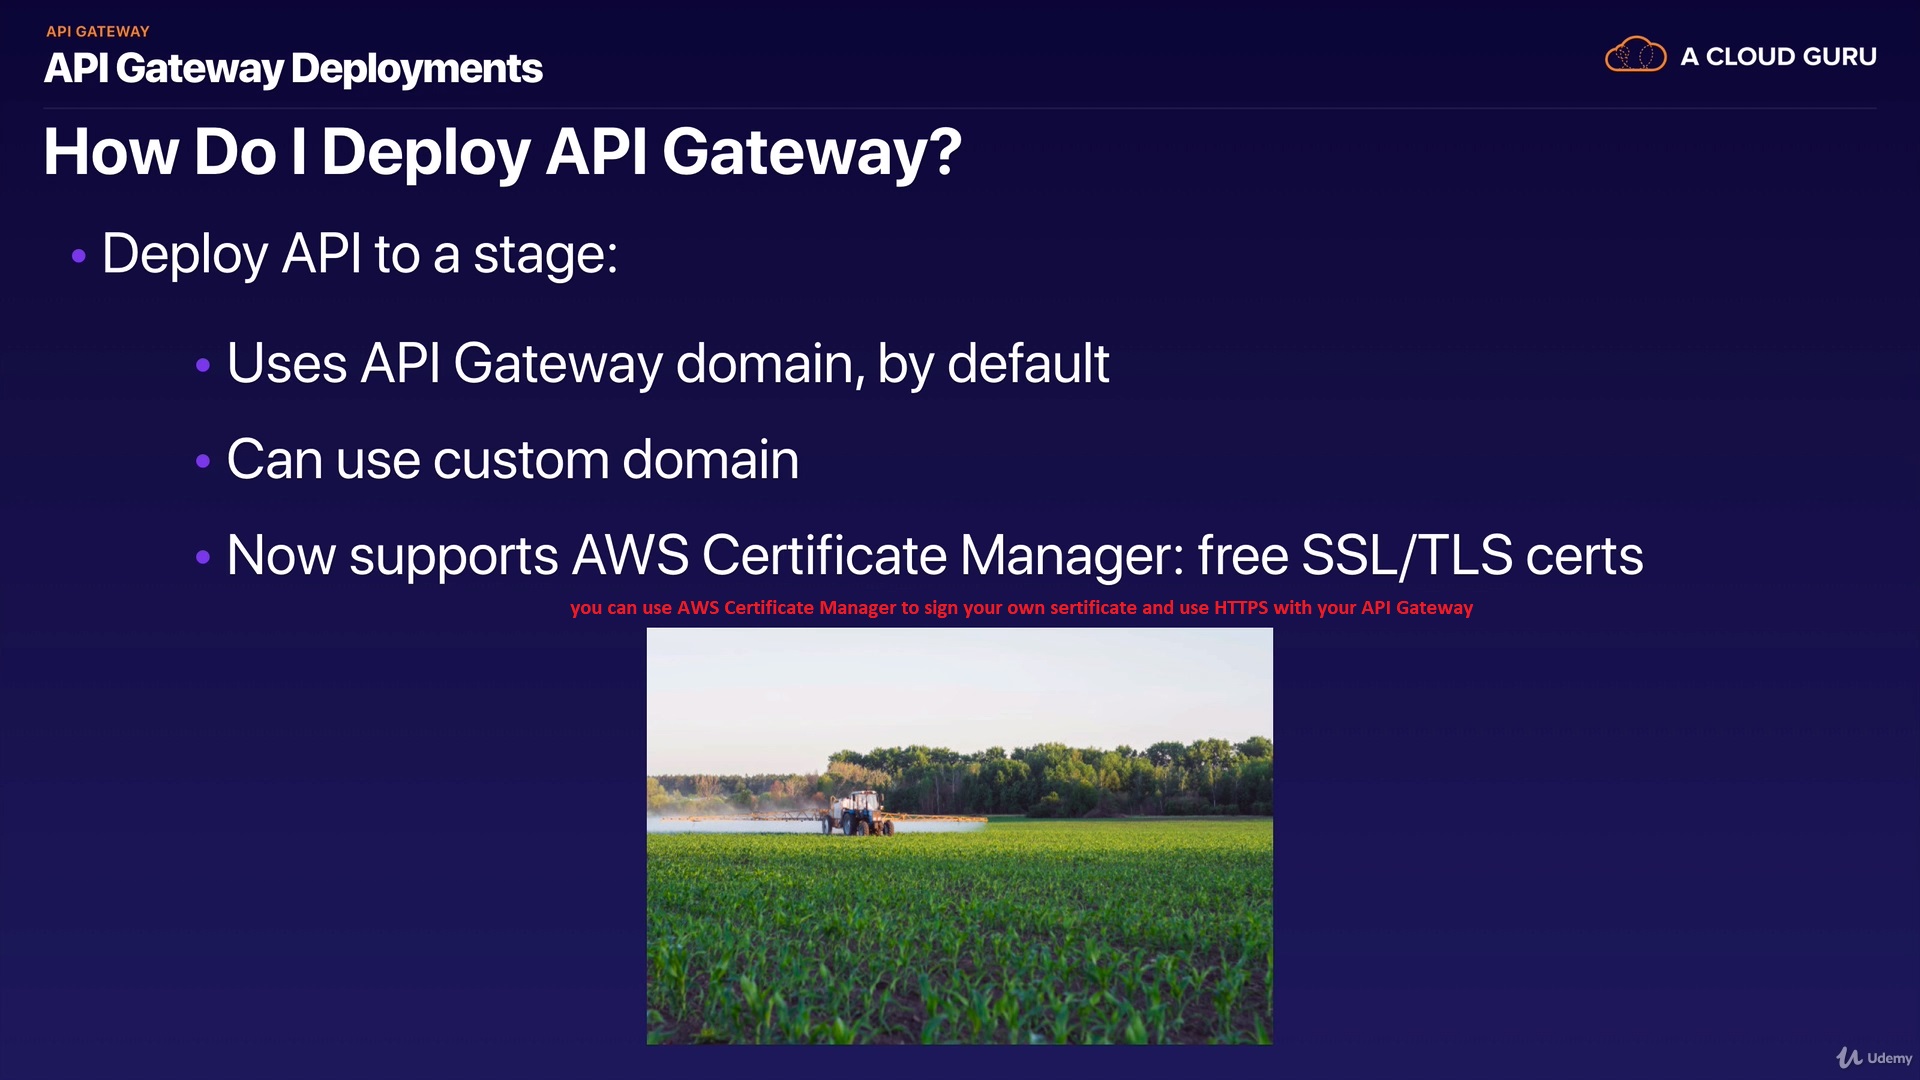 API GATEWAY
API Gateway Deployments
A CLOUD GURU
How Do I Deploy API Gateway?
• Deploy API to a stage:
• Uses API Gateway domain, by default
• Can use custom domain
• Now supports AWS Certificate Manager: free SSL/TLS certs
you can use AWS Certificate Manager to sign your own sertificate and use HTTPS with your API Gateway
Udemy